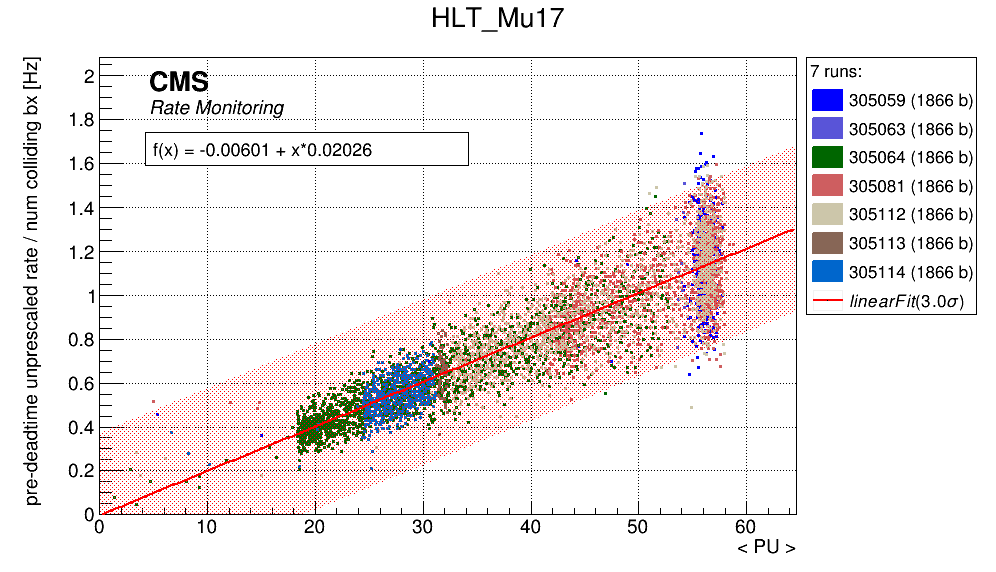 HLT_Mu17
pre-deadtime unprescaled rate / num colliding bx [Hz]
2
1.8
1.6
1.4
1.2
1
0.8
0.6
0.4
0.2
0
CMS
Rate Monitoring
f(x) = -0.00601 + x*0.02026
0 10 20 30 40 50 60
< PU >
7 runs:
305059 (1866 b)
305063 (1866 b)
305064 (1866 b)
305081 (1866 b)
305112 (1866 b)
305113 (1866 b)
305114 (1866 b)
linearFit(3.0σ)